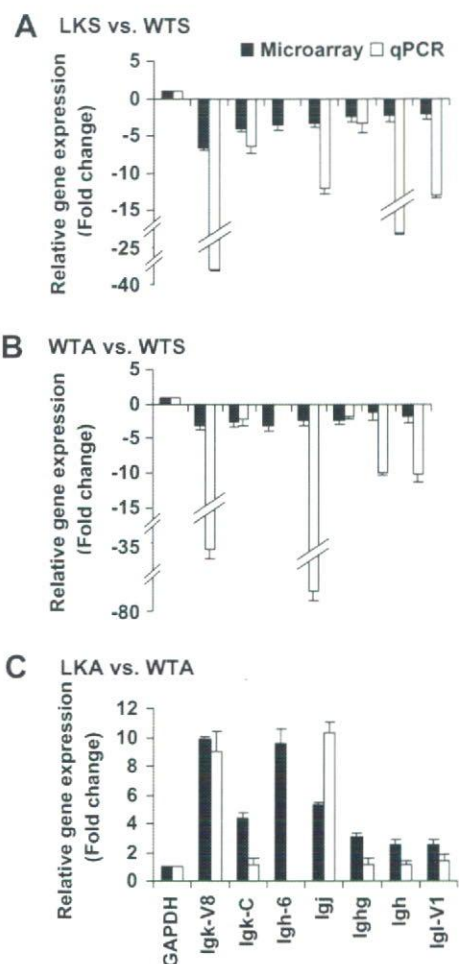 A LKS vs. WTS
Microarray qPCR
Relative gene expression
(Fold change)
5
0
-5
-10
-15
-25
-40
B WTA vs. WTS
Relative gene expression
(Fold change)
5
0
-5
-10
-15
-35
-80
C LKA vs. WTA
Relative gene expression
(Fold change)
12
10
8
6
4
2
0
GAPDH
Igk-V8
Igk-C
Igh-6
Igj
Ighg
Igh
Igl-V1